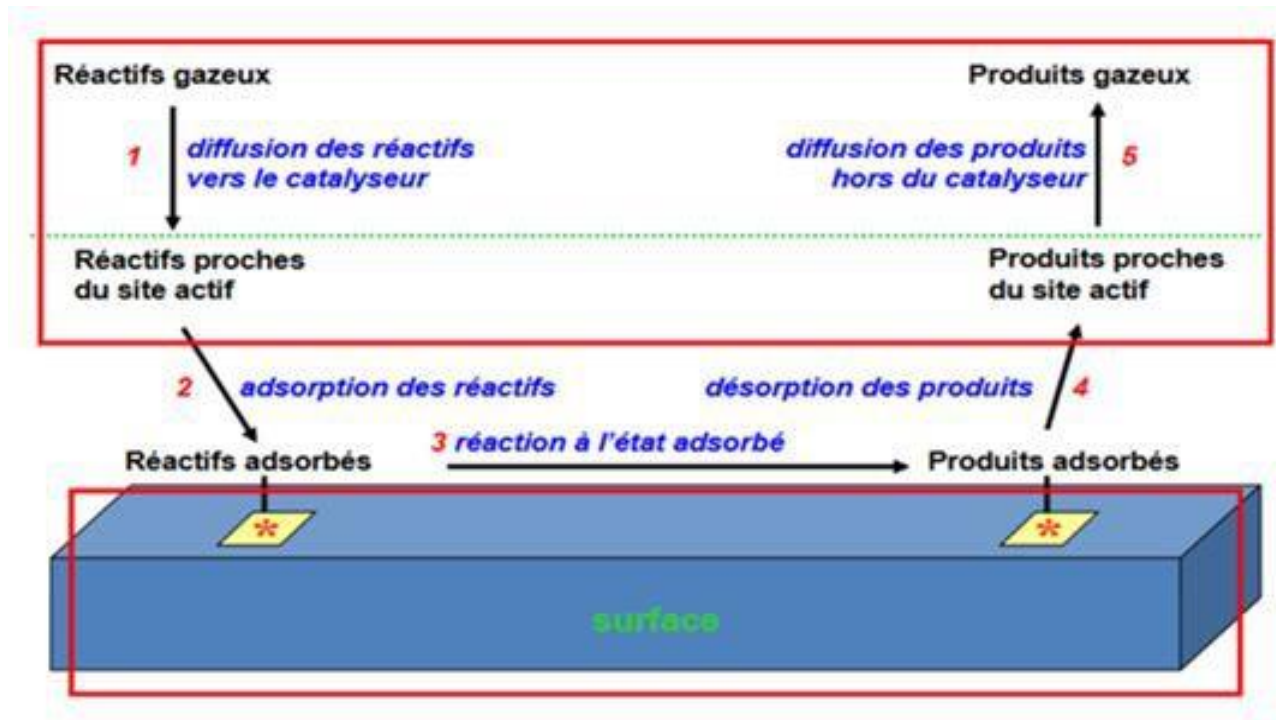 Réactifs gazeux
Produits gazeux
1
diffusion des réactifs
vers le catalyseur
diffusion des produits
hors du catalyseur
5
Réactifs proches
du site actif
Produits proches
du site actif
2
adsorption des réactifs
désorption des produits
4
3 réaction à l'état adsorbé
Réactifs adsorbés
Produits adsorbés
*
*
surface